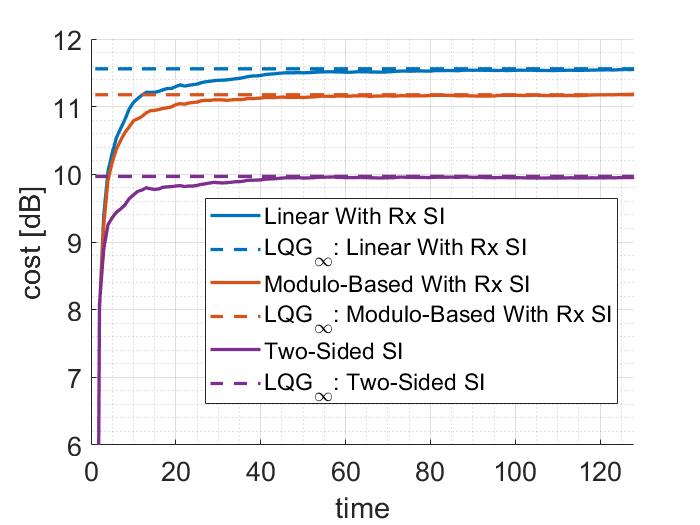 12
11
10
9
8
7
6
cost [dB]
Linear With Rx SI
LQG∞: Linear With Rx SI
Modulo-Based With Rx SI
LQG∞: Modulo-Based With Rx SI
Two-Sided SI
LQG∞: Two-Sided SI
0 20 40 60 80 100 120
time